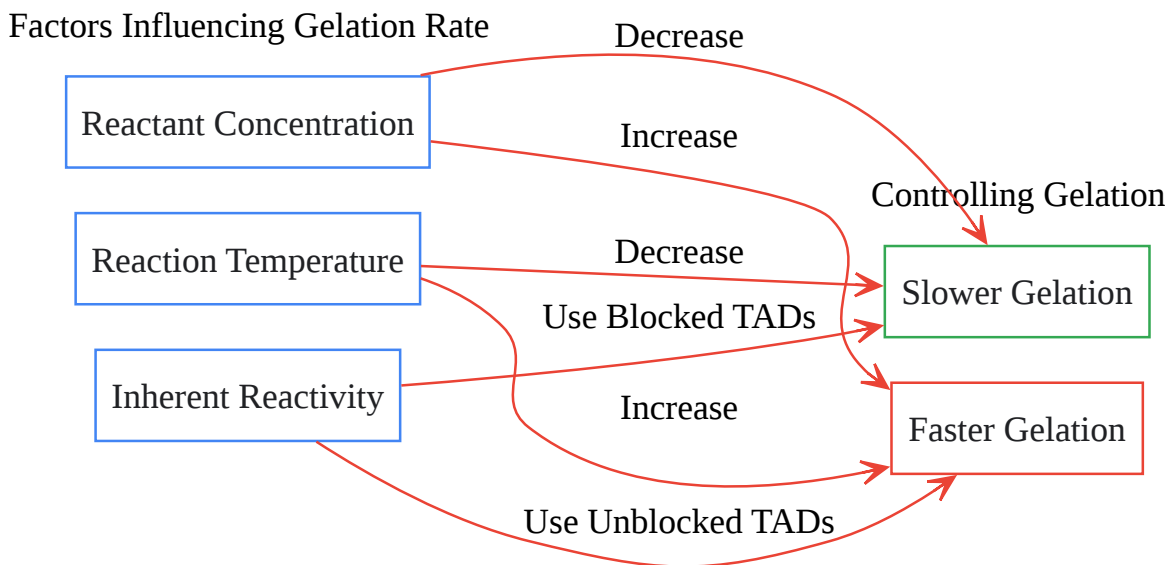 Factors Influencing Gelation Rate
Decrease
Reactant Concentration
Increase
Controlling Gelation
Reaction Temperature
Decrease
Slower Gelation
Use Blocked TADs
Inherent Reactivity
Increase
Faster Gelation
Use Unblocked TADs